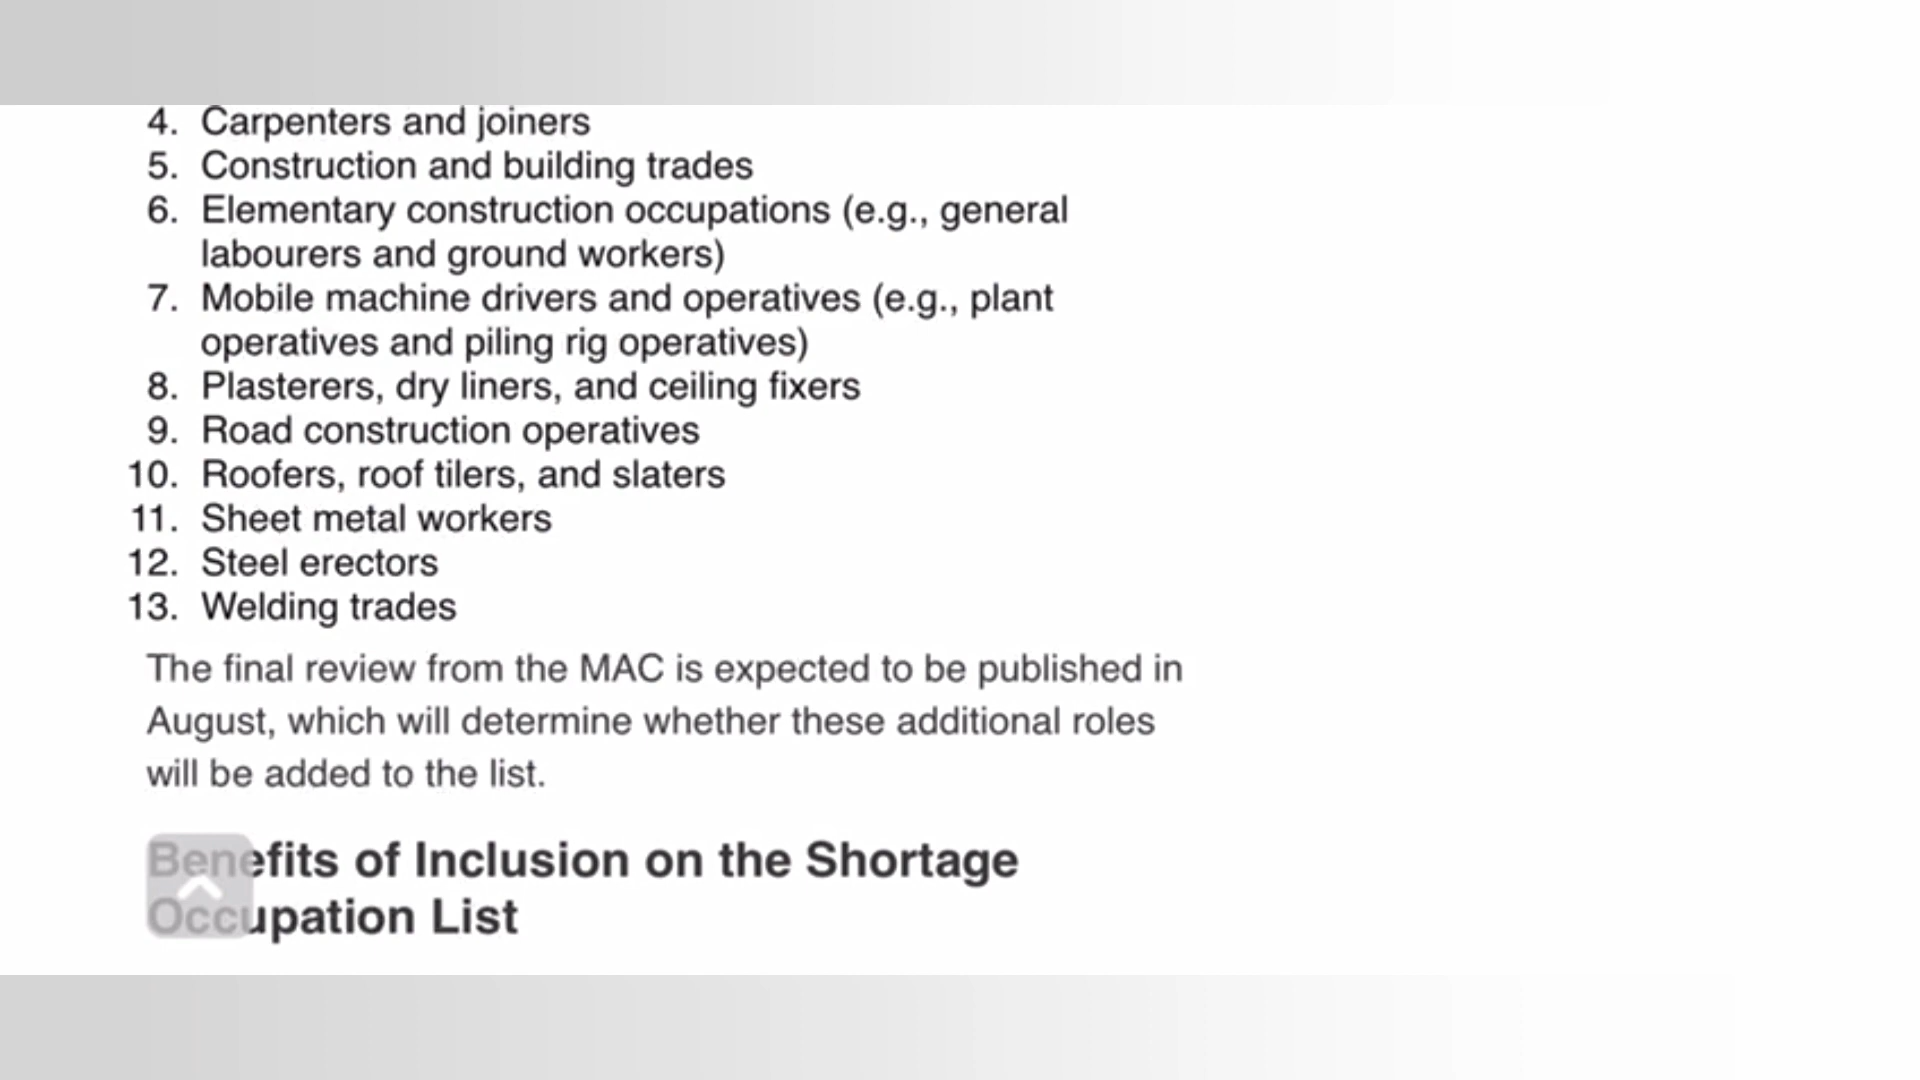 4. Carpenters and joiners
5. Construction and building trades
6. Elementary construction occupations (e.g., general
labourers and ground workers)
7. Mobile machine drivers and operatives (e.g., plant
operatives and piling rig operatives)
8. Plasterers, dry liners, and ceiling fixers
9. Road construction operatives
10. Roofers, roof tilers, and slaters
11. Sheet metal workers
12. Steel erectors
13. Welding trades
The final review from the MAC is expected to be published in
August, which will determine whether these additional roles
will be added to the list.
Benefits of Inclusion on the Shortage
Occupation List